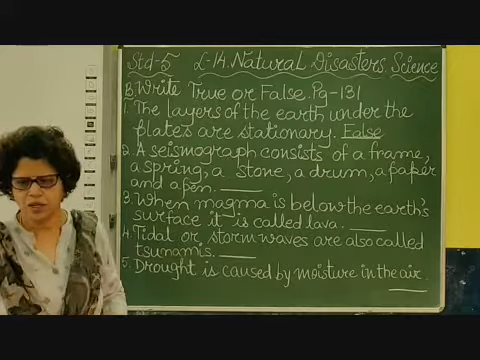 Std-5 L-14. Natural Disasters. Science
B. Write True or False. Pg-131
1. The layers of the earth under the
plates are stationary. False
2. A seismograph consists of a frame,
a spring, a stone, a drum, a paper
and a pen. ____
3. When magma is below the earth's
surface it is called lava. ____
4. Tidal or storm waves are also called
tsunamis. ____
5. Drought is caused by moisture in the air. ____